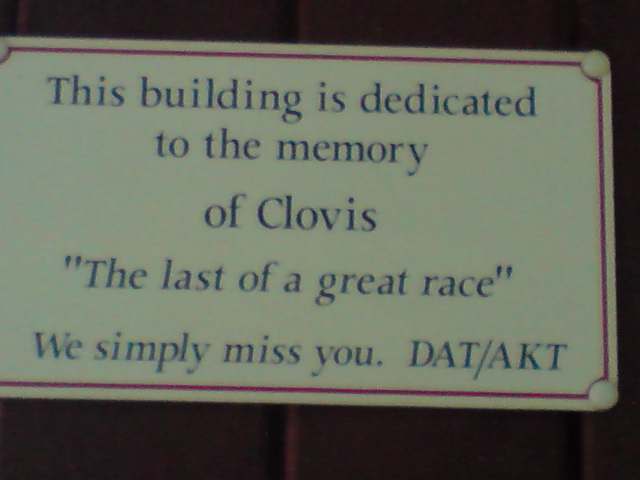 This building is dedicated
to the memory
of Clovis
"The last of a great race"
We simply miss you. DAT/AKT